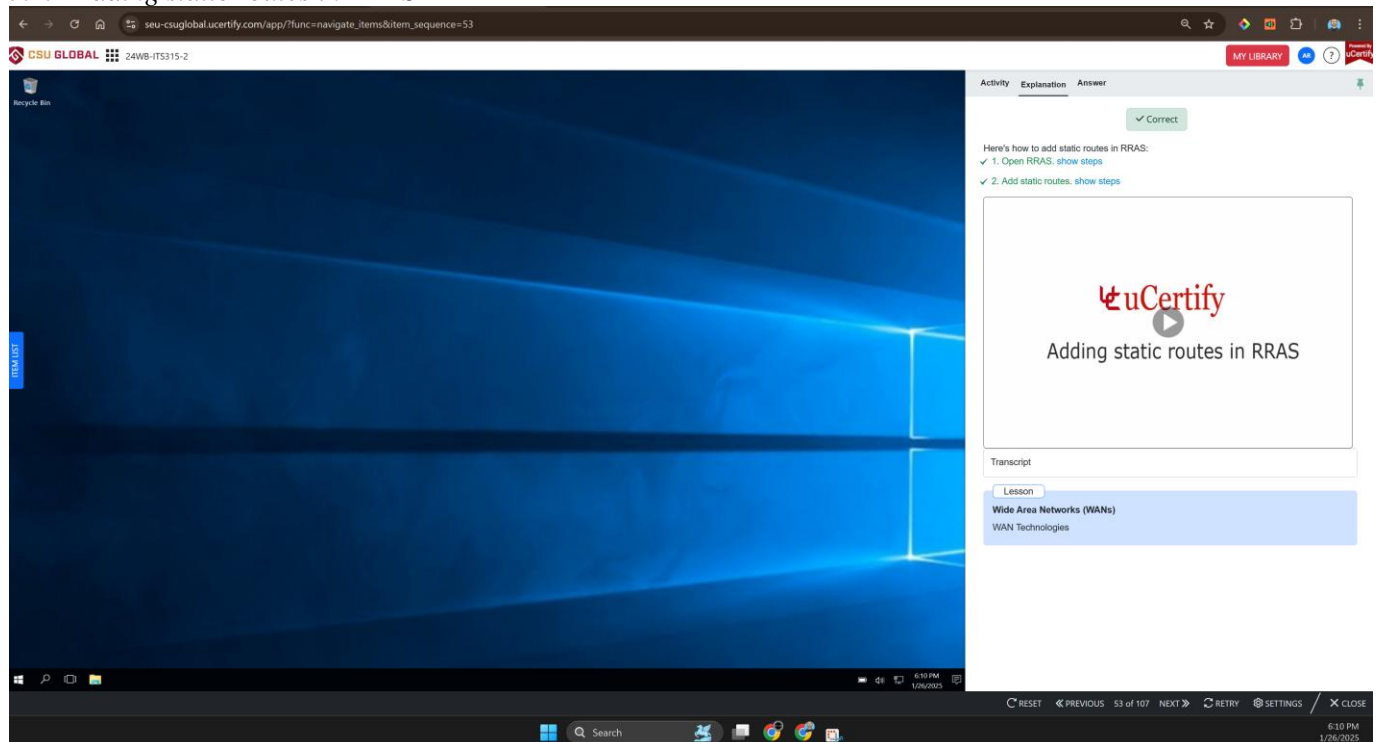 seu-csuglobal.ucertify.com/app/?func=navigate_items&item_sequence=53
CSU GLOBAL 24WB-ITS315-2
MY LIBRARY AR ? Powered By uCertify
Recycle Bin
Activity Explanation Answer
Correct
Here's how to add static routes in RRAS:
1. Open RRAS. show steps
2. Add static routes. show steps
uCertify
Adding static routes in RRAS
ITEM LIST
Transcript
Lesson
Wide Area Networks (WANs)
WAN Technologies
6:10 PM
1/26/2025
RESET PREVIOUS 53 of 107 NEXT RETRY SETTINGS CLOSE
Search
6:10 PM
1/26/2025